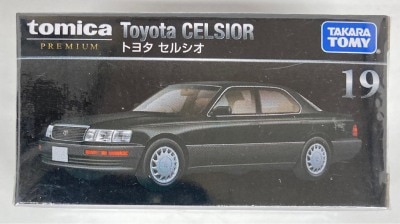 tomica
PREMIUM
Toyota CELSIOR
トヨタ セルシオ
TAKARA
TOMY
19